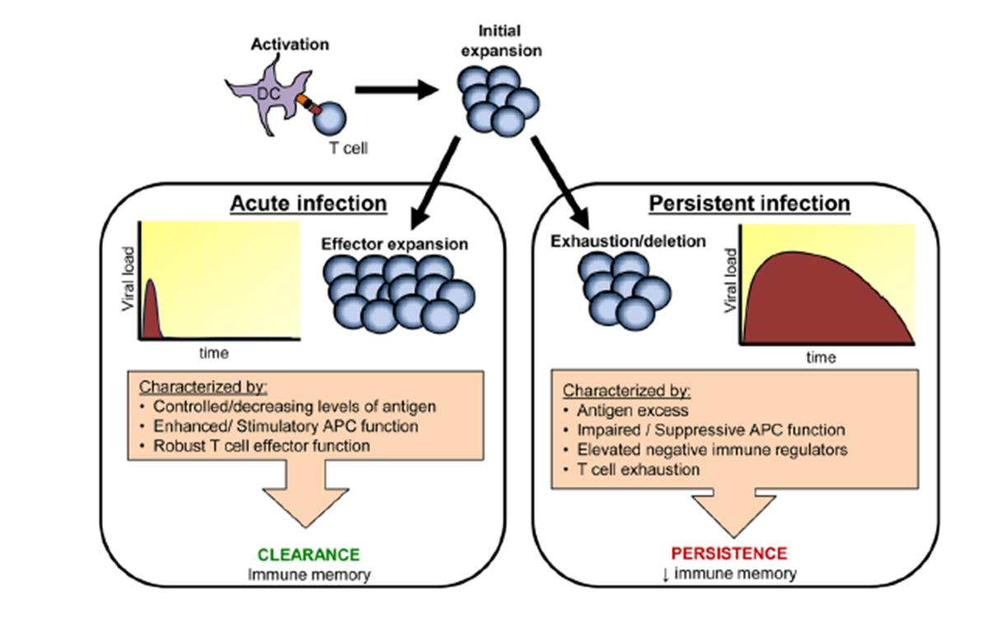 Activation
Initial
expansion
DC
T cell
Acute infection
Viral load
time
Effector expansion
Characterized by:
• Controlled/decreasing levels of antigen
• Enhanced/ Stimulatory APC function
• Robust T cell effector function
CLEARANCE
Immune memory
Persistent infection
Exhaustion/deletion
Viral load
time
Characterized by:
• Antigen excess
• Impaired / Suppressive APC function
• Elevated negative immune regulators
• T cell exhaustion
PERSISTENCE
↓ immune memory